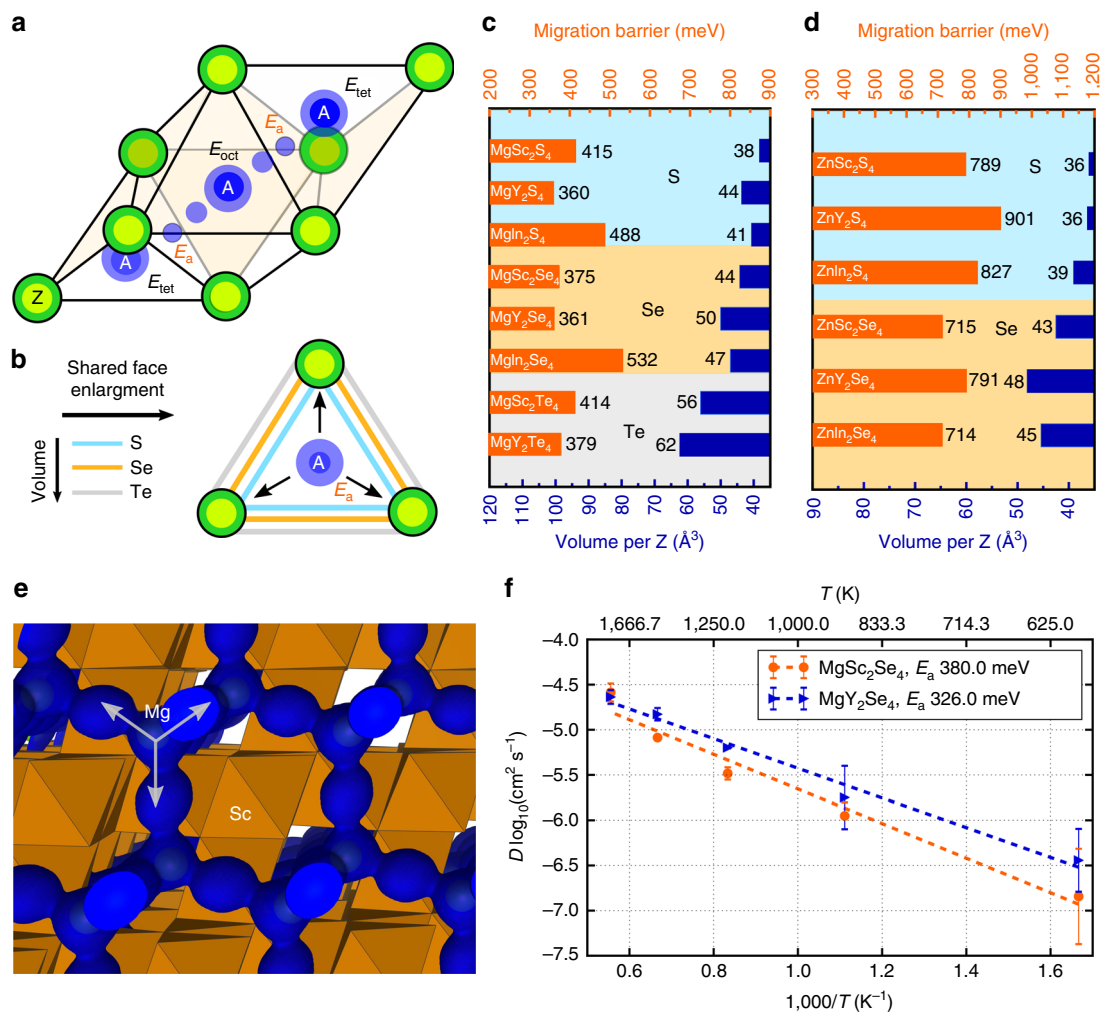 a
E_tet
A
E_a
E_oct
A
E_a
A
E_tet
Z
b
Shared face
enlargment
Volume
S
Se
Te
A
E_a
c
Migration barrier (meV)
200 300 400 500 600 700 800 900
MgSc₂S₄ 415 38
S
MgY₂S₄ 360 44
MgIn₂S₄ 488 41
MgSc₂Se₄ 375 44
Se
MgY₂Se₄ 361 50
MgIn₂Se₄ 532 47
MgSc₂Te₄ 414 56
Te
MgY₂Te₄ 379 62
120 110 100 90 80 70 60 50 40
Volume per Z (Å³)
d
Migration barrier (meV)
300 400 500 600 700 800 900 1,000 1,100 1,200
ZnSc₂S₄ 789 S 36
ZnY₂S₄ 901 36
ZnIn₂S₄ 827 39
ZnSc₂Se₄ 715 Se 43
ZnY₂Se₄ 791 48
ZnIn₂Se₄ 714 45
90 80 70 60 50 40
Volume per Z (Å³)
e
Mg
Sc
f
T (K)
1,666.7 1,250.0 1,000.0 833.3 714.3 625.0
MgSc₂Se₄, E_a 380.0 meV
MgY₂Se₄, E_a 326.0 meV
D log₁₀(cm² s⁻¹)
−4.0
−4.5
−5.0
−5.5
−6.0
−6.5
−7.0
−7.5
0.6 0.8 1.0 1.2 1.4 1.6
1,000/T (K⁻¹)